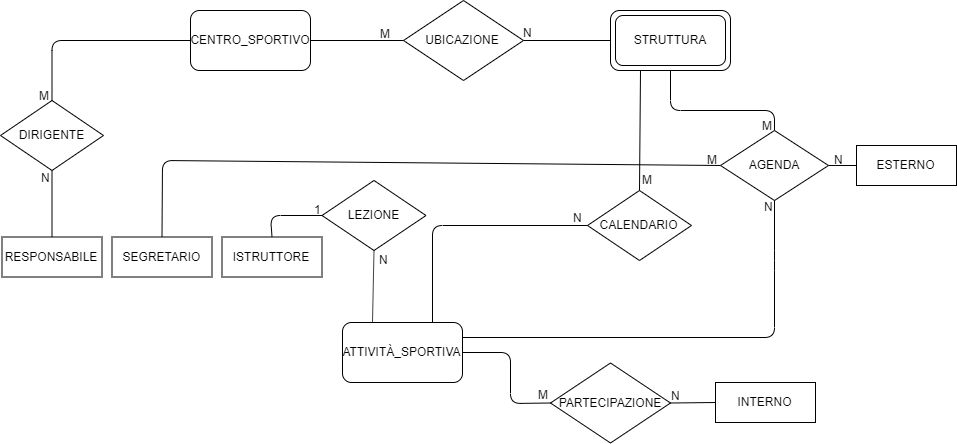 CENTRO_SPORTIVO
M
UBICAZIONE
N
STRUTTURA
M
DIRIGENTE
N
M
AGENDA
M
N
ESTERNO
N
M
CALENDARIO
N
1
LEZIONE
N
RESPONSABILE
SEGRETARIO
ISTRUTTORE
ATTIVITÀ_SPORTIVA
M
PARTECIPAZIONE
N
INTERNO